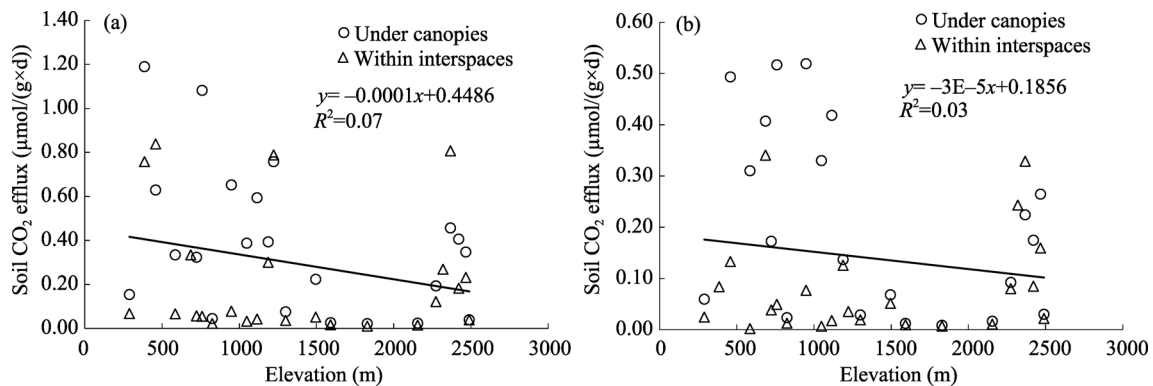 (a)
Under canopies
Within interspaces
y= –0.0001x+0.4486
R²=0.07
Soil CO₂ efflux (μmol/(g×d))
1.40
1.20
1.00
0.80
0.60
0.40
0.20
0.00
0 500 1000 1500 2000 2500 3000
Elevation (m)
(b)
Under canopies
Within interspaces
y= –3E–5x+0.1856
R²=0.03
Soil CO₂ efflux (μmol/(g×d))
0.60
0.50
0.40
0.30
0.20
0.10
0.00
0 500 1000 1500 2000 2500 3000
Elevation (m)